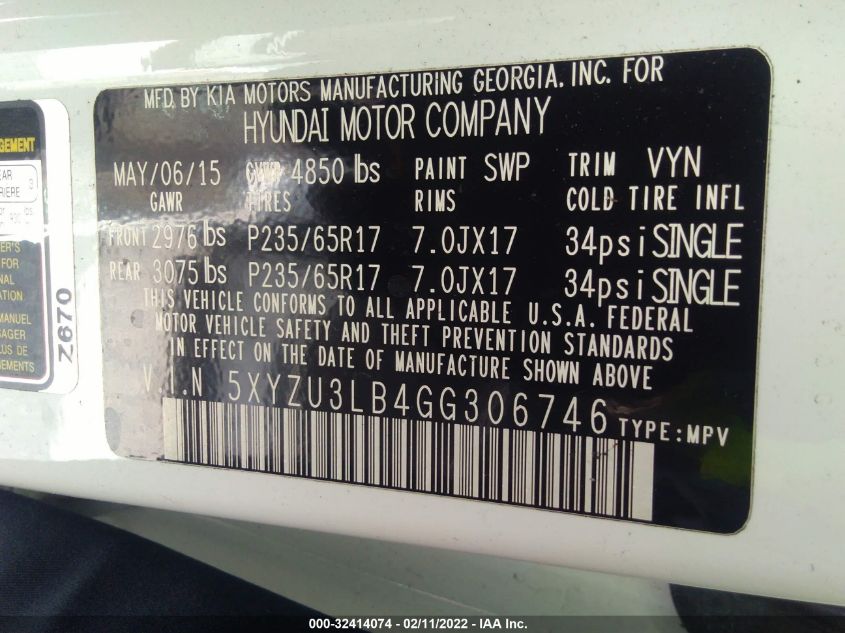 MFD. BY KIA MOTORS MANUFACTURING GEORGIA. INC. FOR
HYUNDAI MOTOR COMPANY
MAY/06/15 GVWR 4850 lbs PAINT SWP TRIM VYN
GAWR TIRES RIMS COLD TIRE INFL
FRONT 2976 lbs P235/65R17 7.0JX17 34psi SINGLE
REAR 3075 lbs P235/65R17 7.0JX17 34psi SINGLE
THIS VEHICLE CONFORMS TO ALL APPLICABLE U.S.A. FEDERAL
MOTOR VEHICLE SAFETY AND THEFT PREVENTION STANDARDS
IN EFFECT ON THE DATE OF MANUFACTURE SHOWN ABOVE
V.I.N 5XYZU3LB4GG306746 TYPE:MPV
Z670
000-32414074 - 02/11/2022 - IAA Inc.